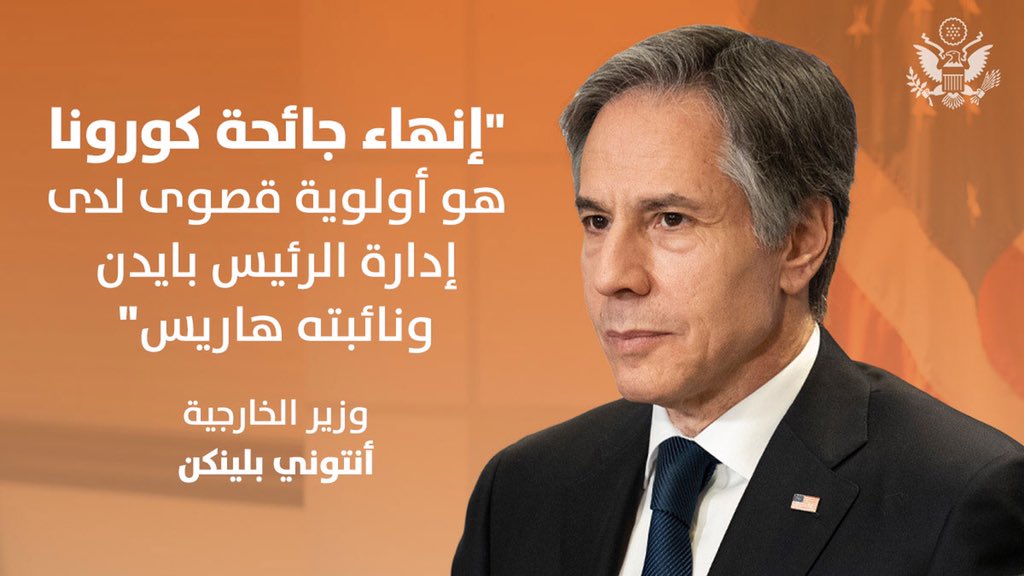 "إنهاء جائحة كورونا
هو أولوية قصوى لدى
إدارة الرئيس بايدن
ونائبته هاريس"
وزير الخارجية
أنتوني بلينكن